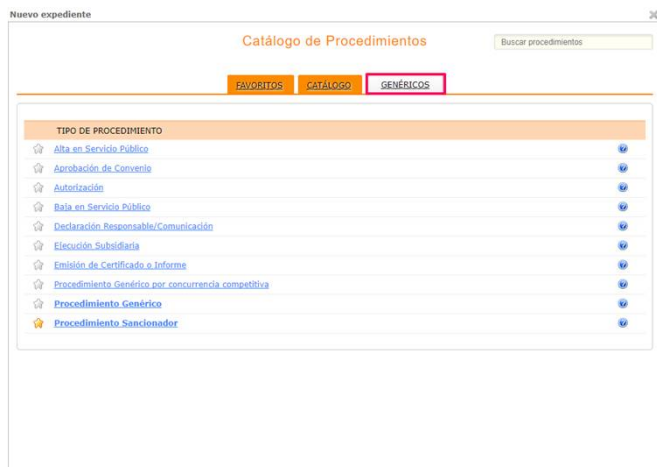 Nuevo expediente
Catálogo de Procedimientos
Buscar procedimientos
FAVORITOS
CATÁLOGO
GENÉRICOS
TIPO DE PROCEDIMIENTO
Alta en Servicio Público
Aprobación de Convenio
Autorización
Baja en Servicio Público
Declaración Responsable/Comunicación
Ejecución Subsidiaria
Emisión de Certificado o Informe
Procedimiento Genérico por concurrencia competitiva
Procedimiento Genérico
Procedimiento Sancionador